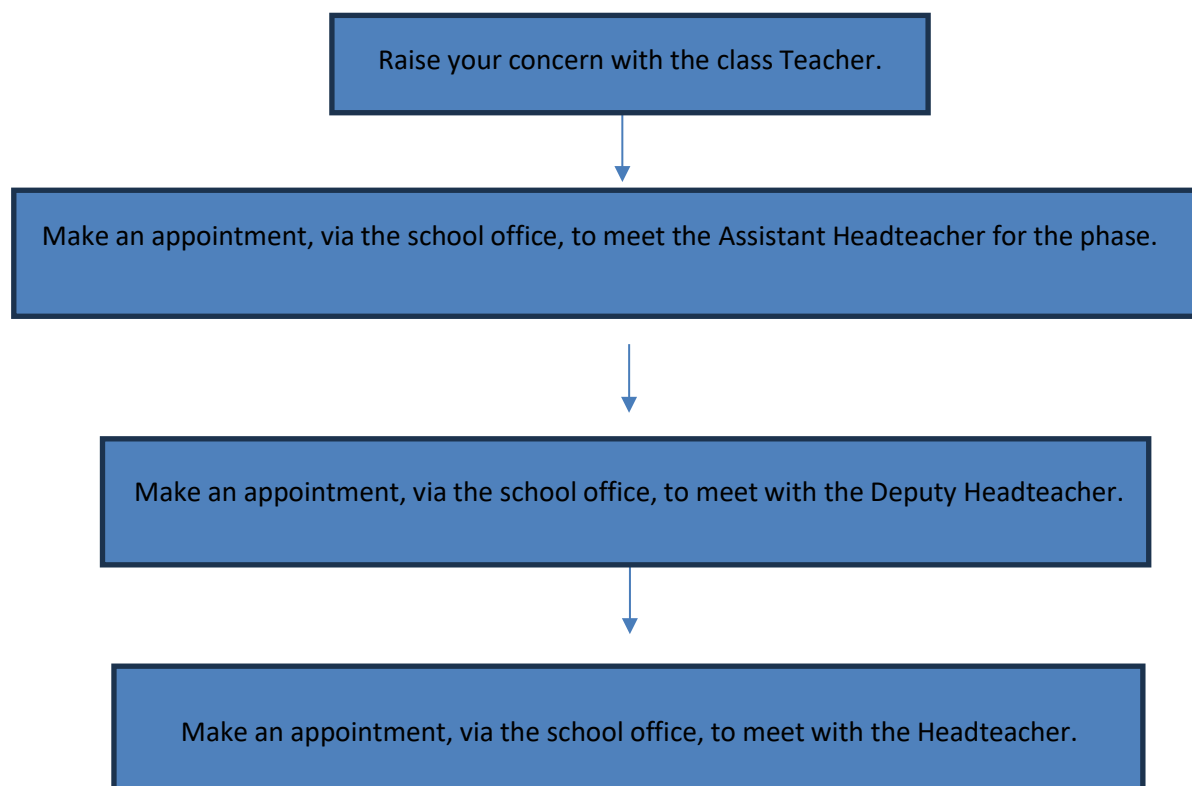 Raise your concern with the class Teacher.
Make an appointment, via the school office, to meet the Assistant Headteacher for the phase.
Make an appointment, via the school office, to meet with the Deputy Headteacher.
Make an appointment, via the school office, to meet with the Headteacher.